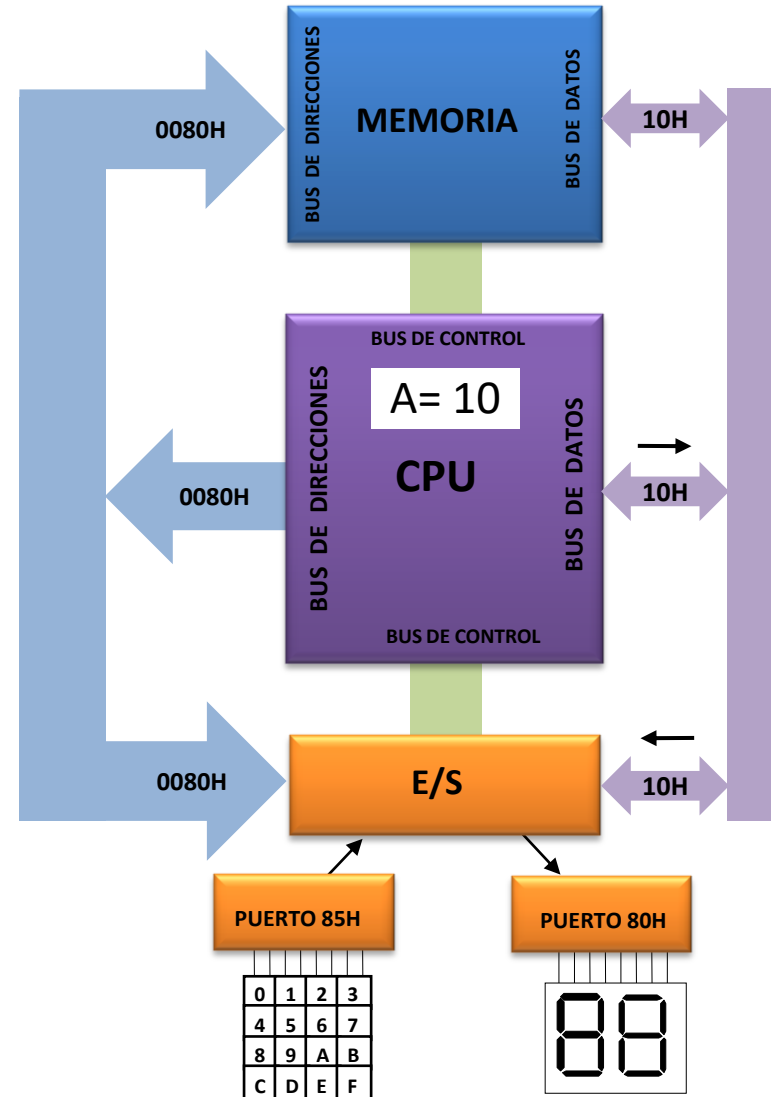 0080H
BUS DE DIRECCIONES
MEMORIA
BUS DE DATOS
10H
BUS DE CONTROL
A= 10
BUS DE DIRECCIONES
CPU
BUS DE DATOS
0080H
10H
BUS DE CONTROL
0080H
E/S
10H
PUERTO 85H
PUERTO 80H
0 1 2 3
4 5 6 7
8 9 A B
C D E F
88